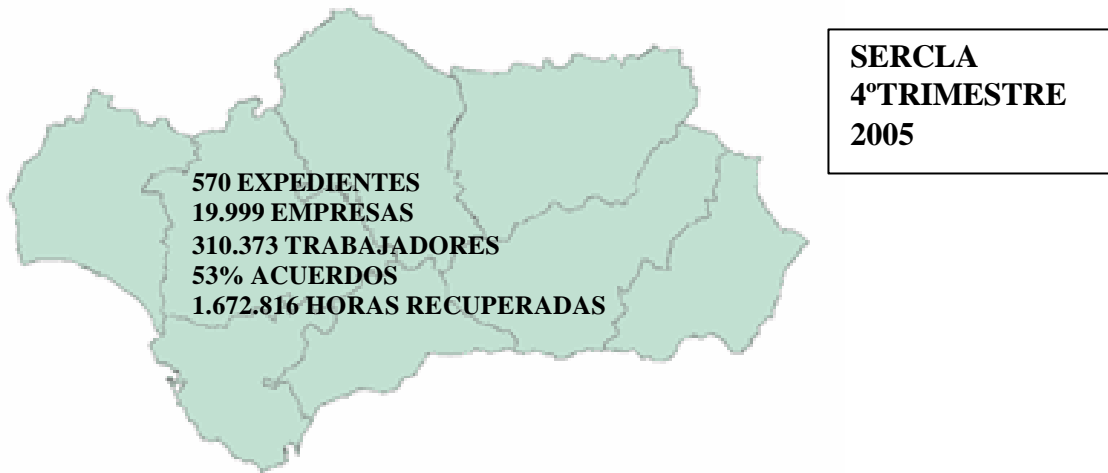 SERCLA
4ºTRIMESTRE
2005
570 EXPEDIENTES
19.999 EMPRESAS
310.373 TRABAJADORES
53% ACUERDOS
1.672.816 HORAS RECUPERADAS